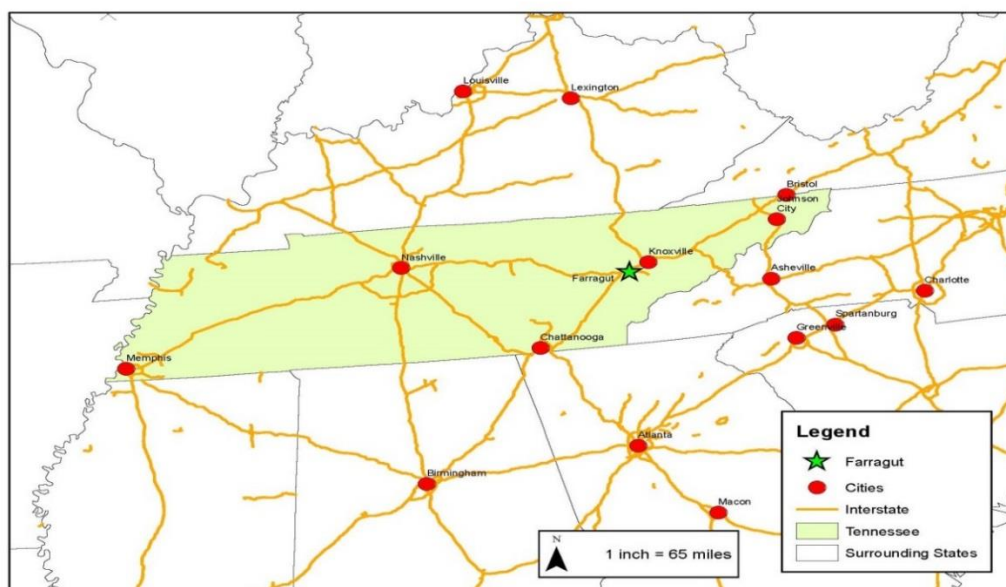 Louisville
Lexington
Bristol
Johnson
City
Knoxville
Nashville
Farragut
Asheville
Charlotte
Spartanburg
Greenville
Chattanooga
Memphis
Atlanta
Birmingham
Macon
Legend
Farragut
Cities
Interstate
Tennessee
Surrounding States
N
1 inch = 65 miles